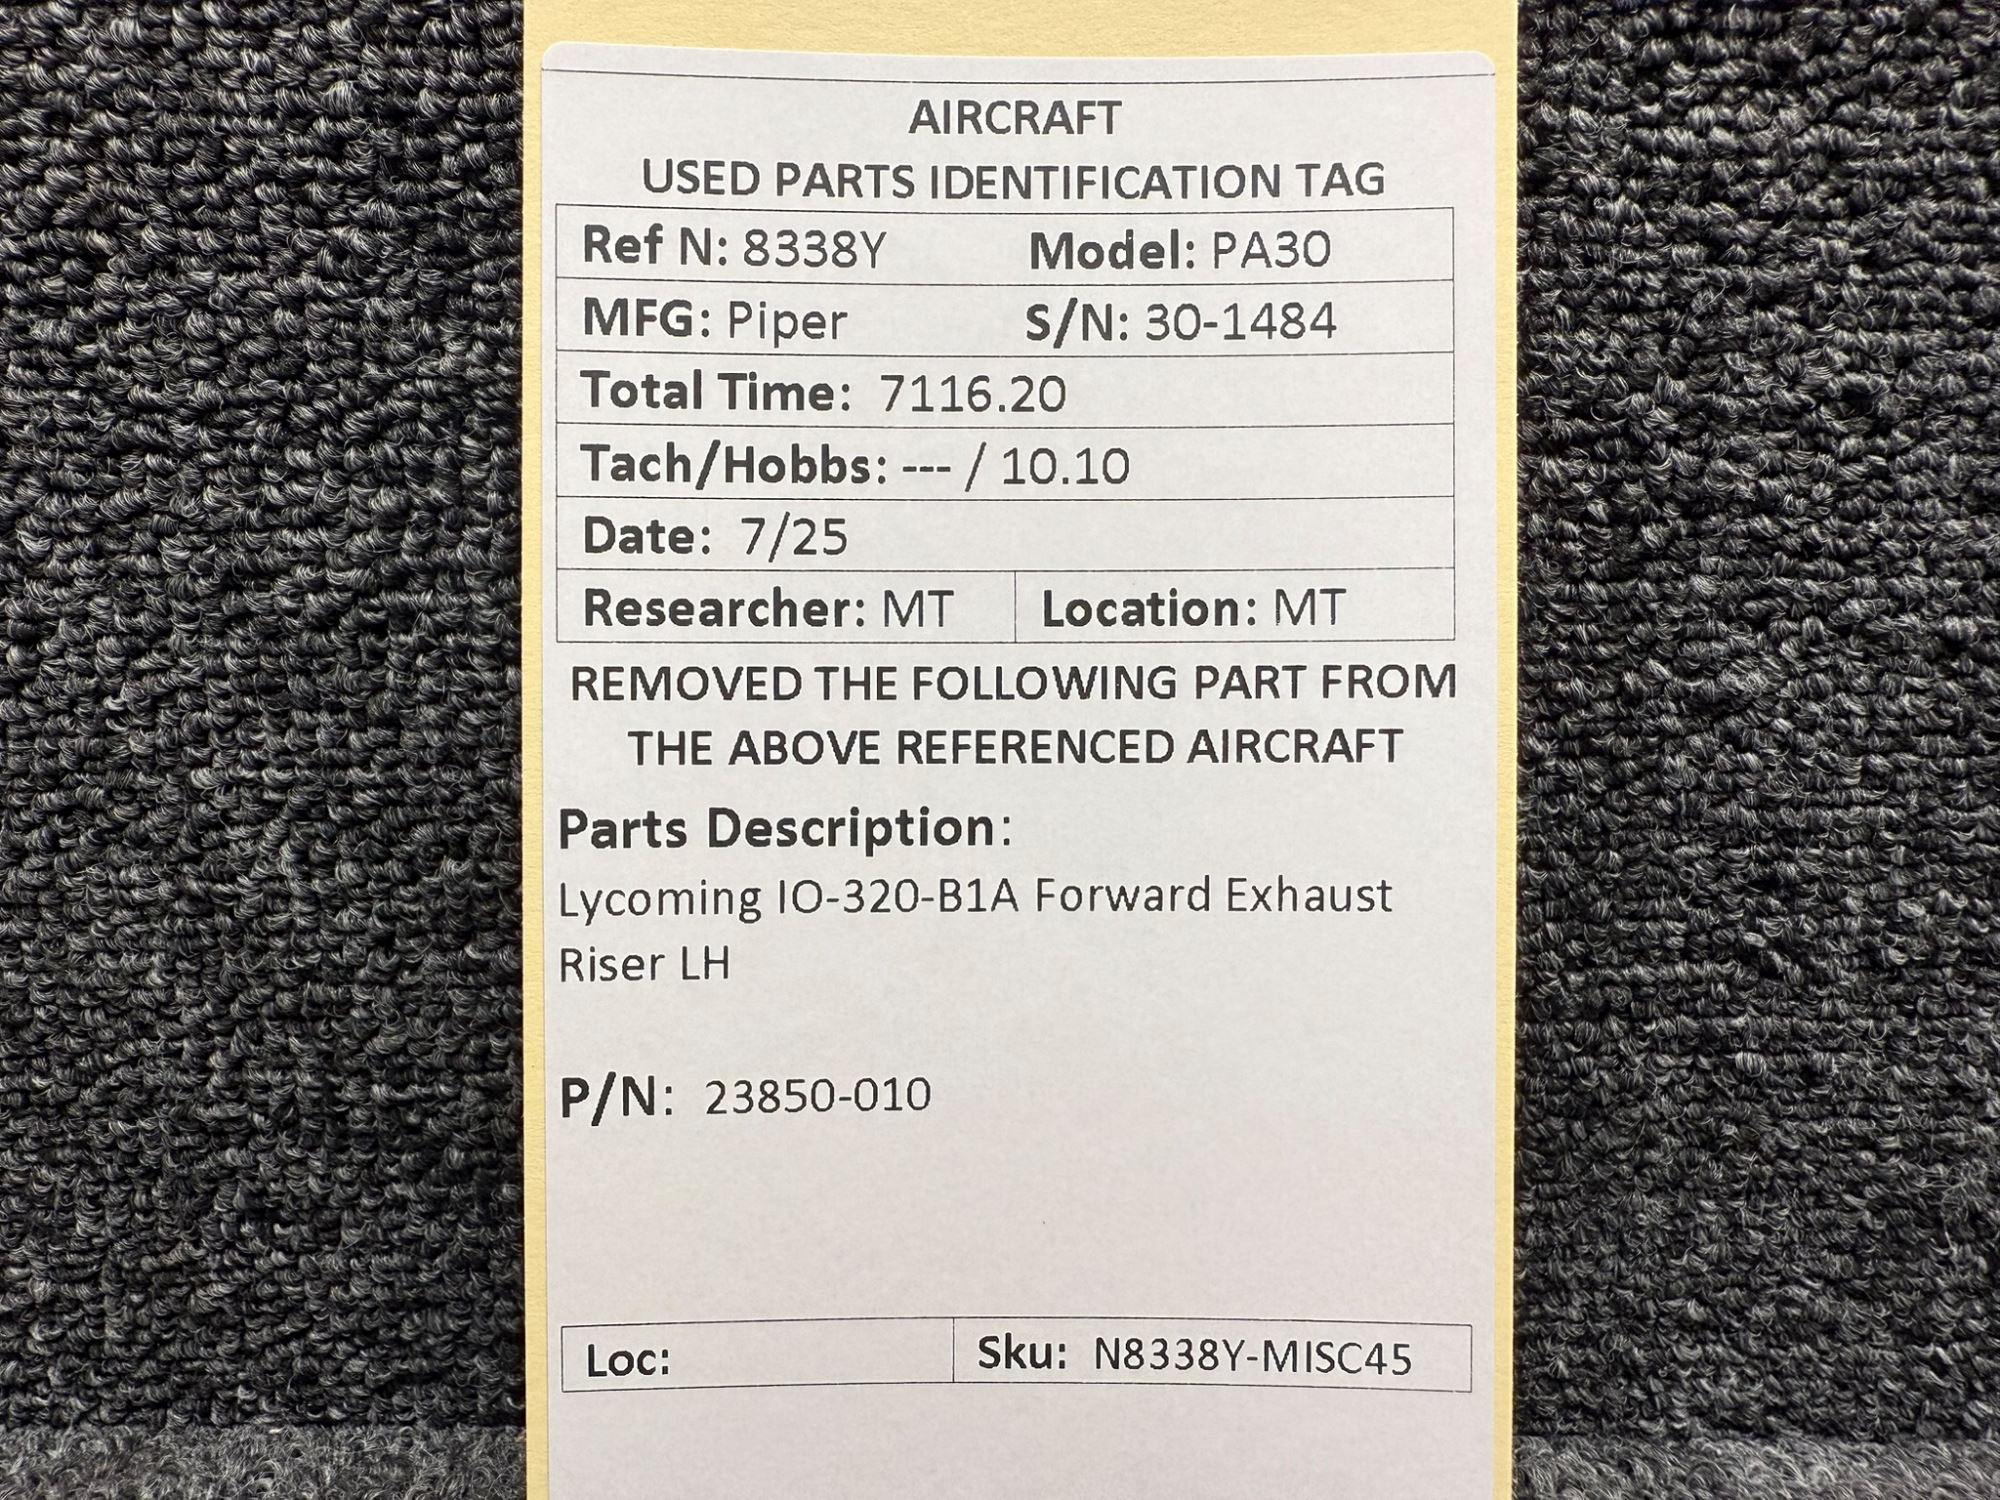 AIRCRAFT
USED PARTS IDENTIFICATION TAG
Ref N: 8338Y Model: PA30
MFG: Piper S/N: 30-1484
Total Time: 7116.20
Tach/Hobbs: --- / 10.10
Date: 7/25
Researcher: MT Location: MT
REMOVED THE FOLLOWING PART FROM
THE ABOVE REFERENCED AIRCRAFT
Parts Description:
Lycoming IO-320-B1A Forward Exhaust
Riser LH
P/N: 23850-010
Loc: Sku: N8338Y-MISC45